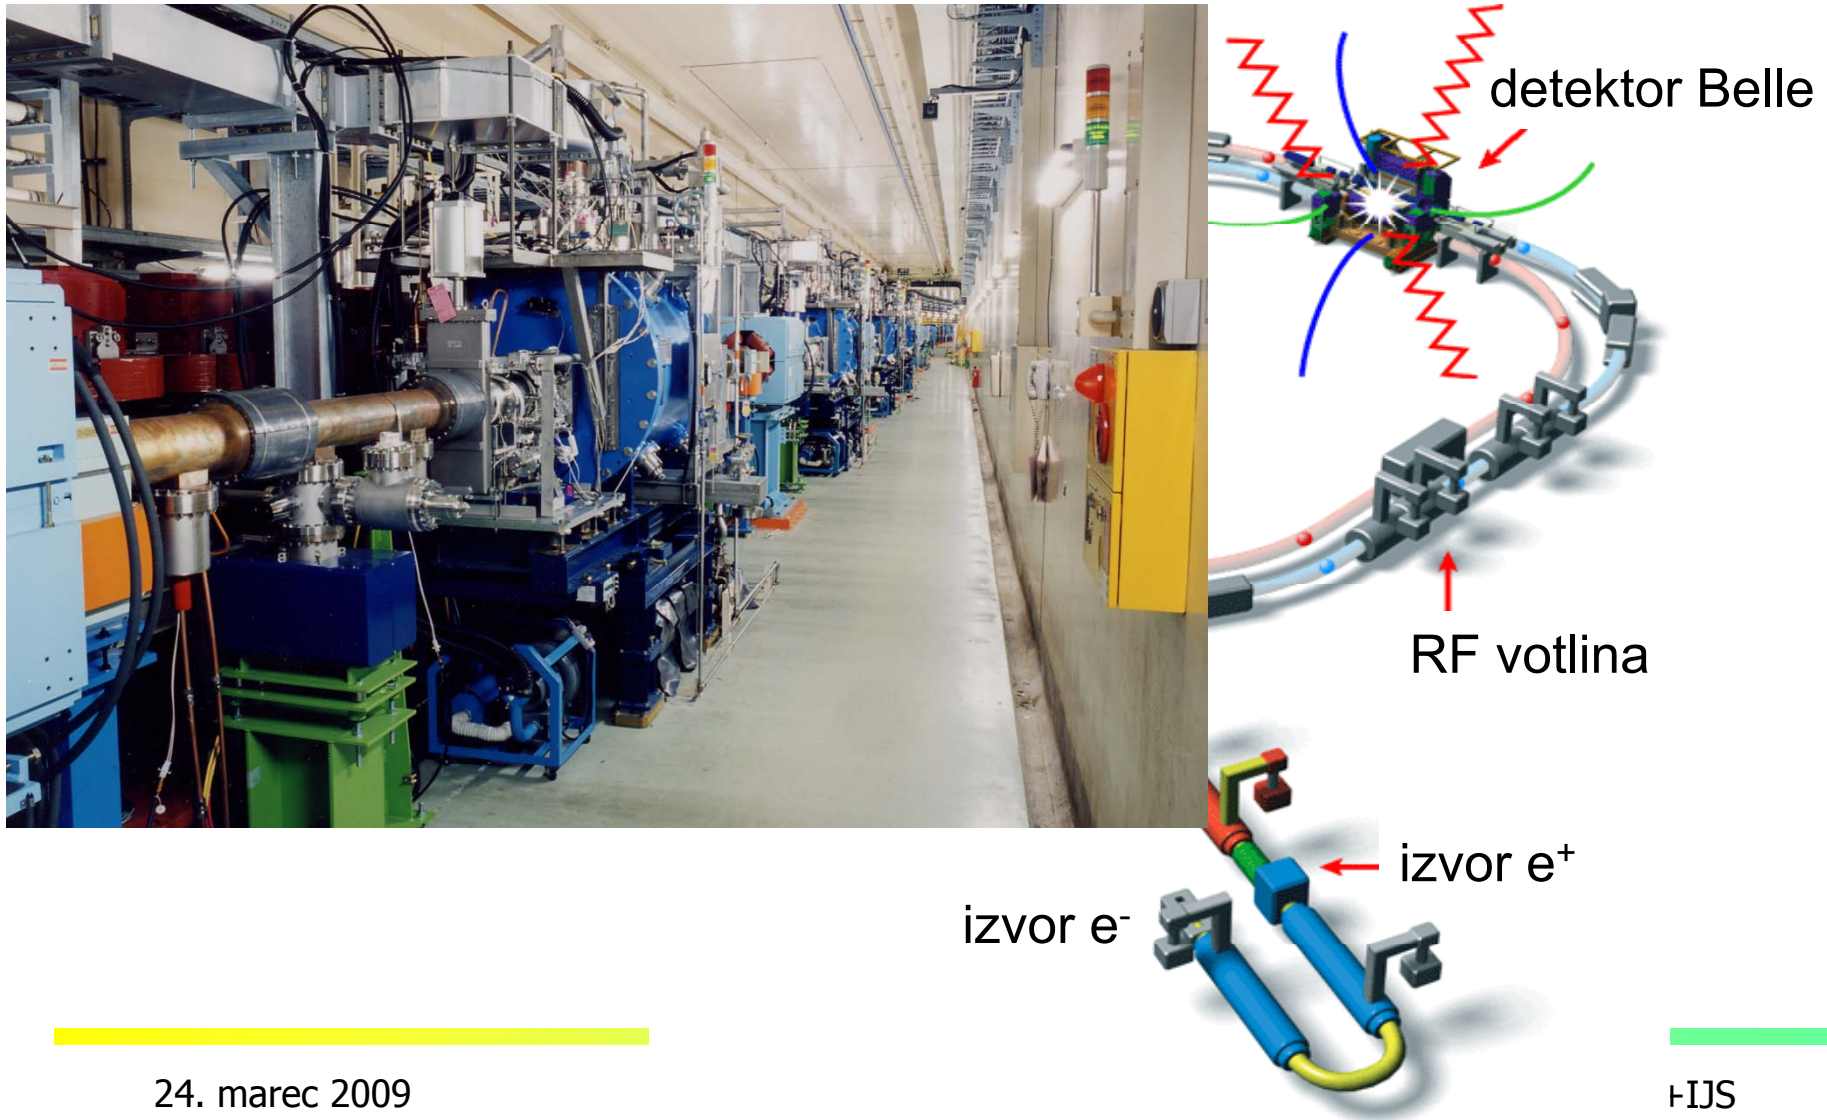 detektor Belle
RF votlina
izvor e⁺
izvor e⁻
24. marec 2009
+IJS